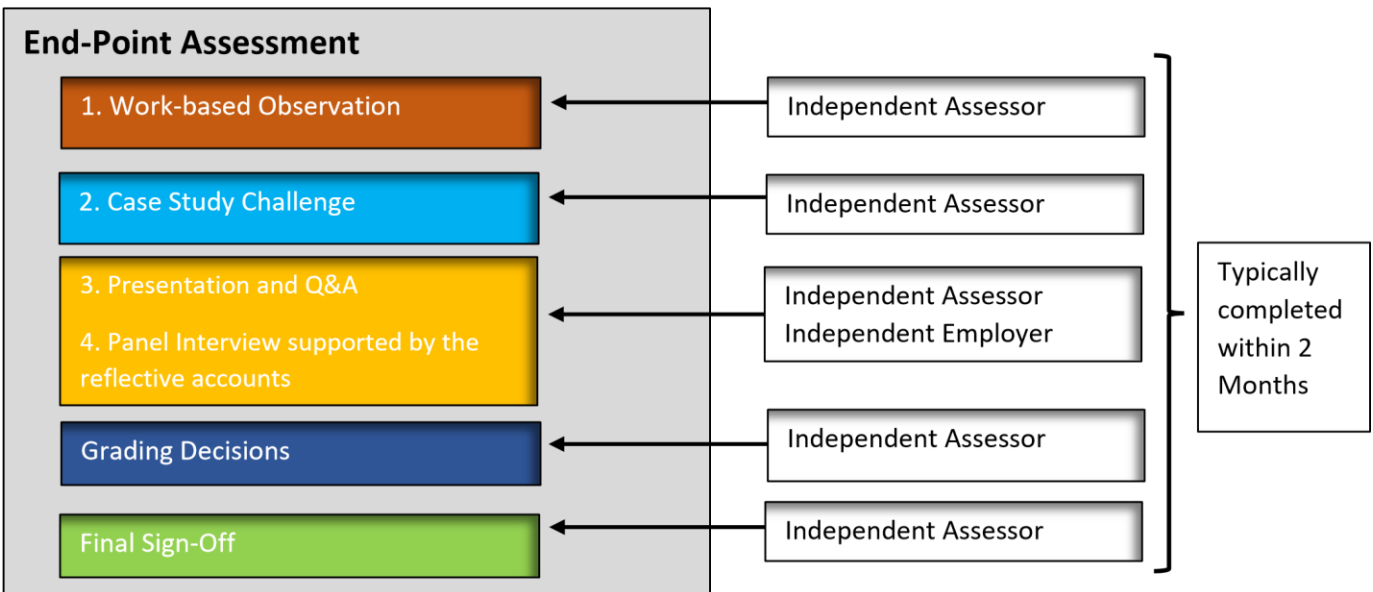 End-Point Assessment
1. Work-based Observation
Independent Assessor
2. Case Study Challenge
Independent Assessor
3. Presentation and Q&A
4. Panel Interview supported by the
reflective accounts
Independent Assessor
Independent Employer
Grading Decisions
Independent Assessor
Final Sign-Off
Independent Assessor
Typically
completed
within 2
Months